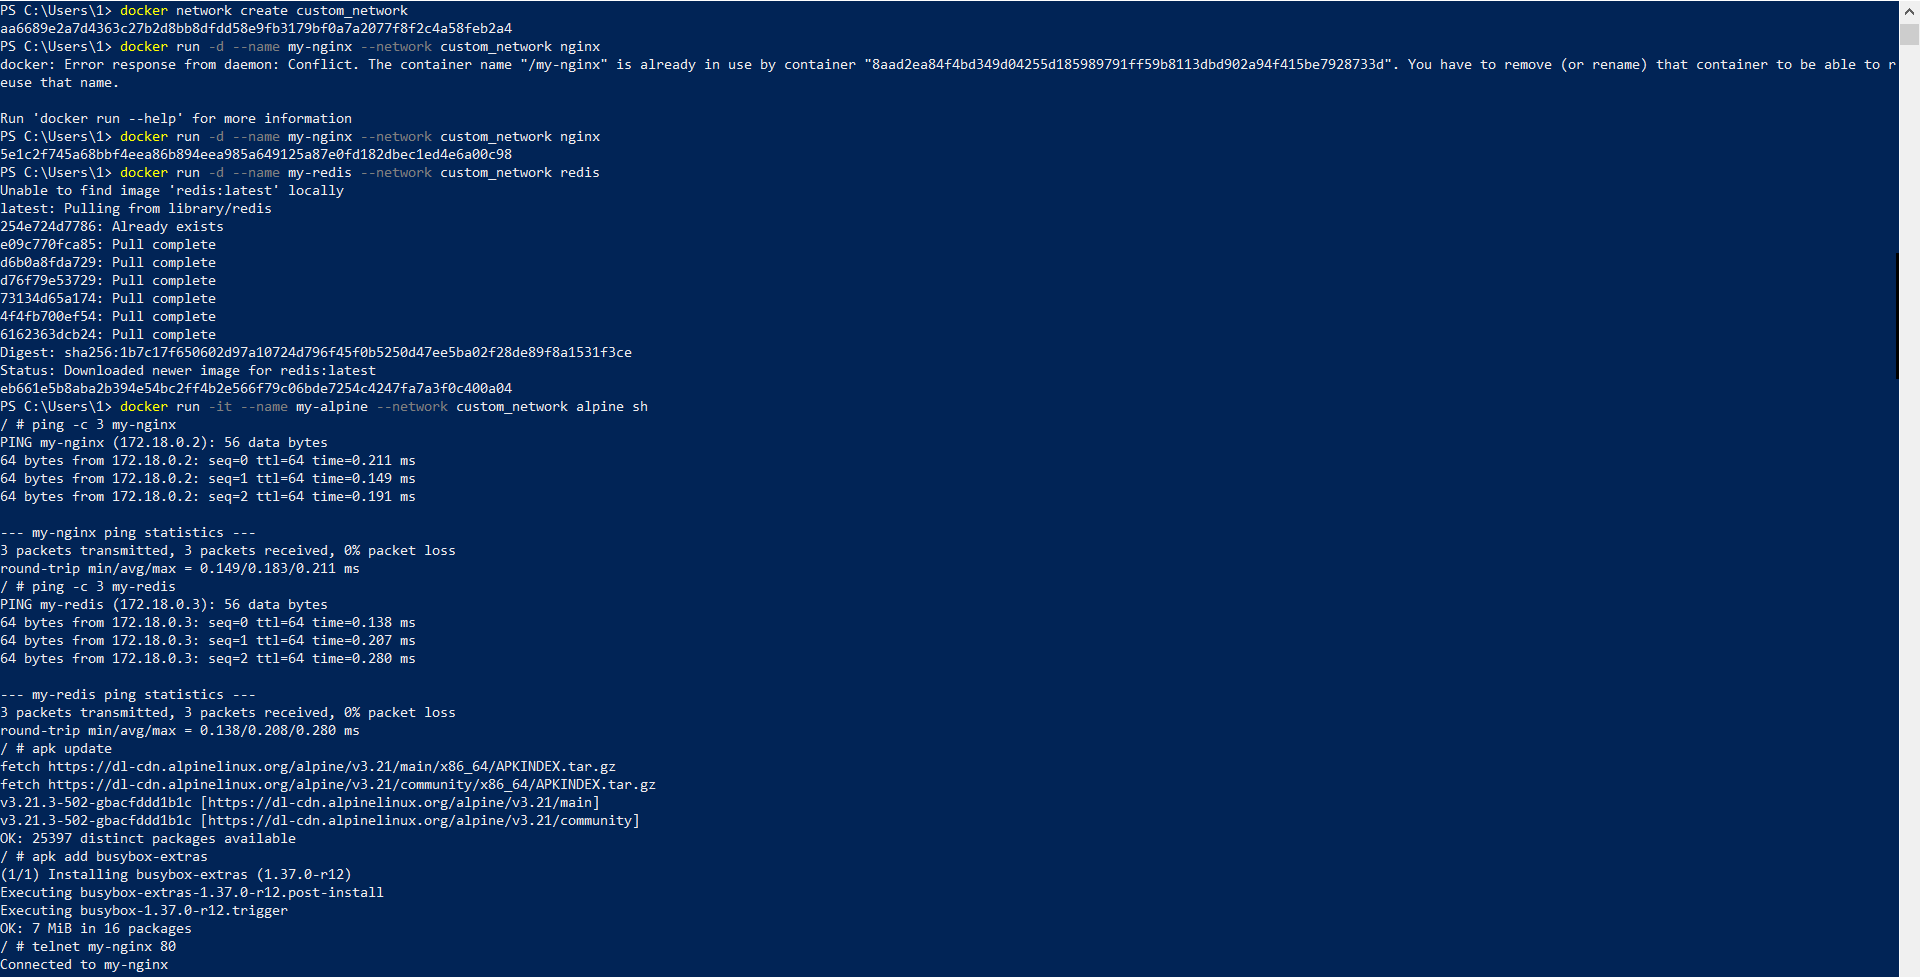 PS C:\Users\1> docker network create custom_network
aa6689e2a7d4363c27b2d8bb8dfdd58e9fb3179bf0a7a2077f8f2c4a58feb2a4
PS C:\Users\1> docker run -d --name my-nginx --network custom_network nginx
docker: Error response from daemon: Conflict. The container name "/my-nginx" is already in use by container "8aad2ea84f4bd349d04255d185989791ff59b8113dbd902a94f415be7928733d". You have to remove (or rename) that container to be able to r
euse that name.
Run 'docker run --help' for more information
PS C:\Users\1> docker run -d --name my-nginx --network custom_network nginx
5e1c2f745a68bbf4eea86b894eea985a649125a87e0fd182dbec1ed4e6a00c98
PS C:\Users\1> docker run -d --name my-redis --network custom_network redis
Unable to find image 'redis:latest' locally
latest: Pulling from library/redis
254e724d7786: Already exists
e09c770fca85: Pull complete
d6b0a8fda729: Pull complete
d76f79e53729: Pull complete
73134d65a174: Pull complete
4f4fb700ef54: Pull complete
6162363dcb24: Pull complete
Digest: sha256:1b7c17f650602d97a10724d796f45f0b5250d47ee5ba02f28de89f8a1531f3ce
Status: Downloaded newer image for redis:latest
eb661e5b8aba2b394e54bc2ff4b2e566f79c06bde7254c4247fa7a3f0c400a04
PS C:\Users\1> docker run -it --name my-alpine --network custom_network alpine sh
/ # ping -c 3 my-nginx
PING my-nginx (172.18.0.2): 56 data bytes
64 bytes from 172.18.0.2: seq=0 ttl=64 time=0.211 ms
64 bytes from 172.18.0.2: seq=1 ttl=64 time=0.149 ms
64 bytes from 172.18.0.2: seq=2 ttl=64 time=0.191 ms
--- my-nginx ping statistics ---
3 packets transmitted, 3 packets received, 0% packet loss
round-trip min/avg/max = 0.149/0.183/0.211 ms
/ # ping -c 3 my-redis
PING my-redis (172.18.0.3): 56 data bytes
64 bytes from 172.18.0.3: seq=0 ttl=64 time=0.138 ms
64 bytes from 172.18.0.3: seq=1 ttl=64 time=0.207 ms
64 bytes from 172.18.0.3: seq=2 ttl=64 time=0.280 ms
--- my-redis ping statistics ---
3 packets transmitted, 3 packets received, 0% packet loss
round-trip min/avg/max = 0.138/0.208/0.280 ms
/ # apk update
fetch https://dl-cdn.alpinelinux.org/alpine/v3.21/main/x86_64/APKINDEX.tar.gz
fetch https://dl-cdn.alpinelinux.org/alpine/v3.21/community/x86_64/APKINDEX.tar.gz
v3.21.3-502-gbacfddd1b1c [https://dl-cdn.alpinelinux.org/alpine/v3.21/main]
v3.21.3-502-gbacfddd1b1c [https://dl-cdn.alpinelinux.org/alpine/v3.21/community]
OK: 25397 distinct packages available
/ # apk add busybox-extras
(1/1) Installing busybox-extras (1.37.0-r12)
Executing busybox-extras-1.37.0-r12.post-install
Executing busybox-1.37.0-r12.trigger
OK: 7 MiB in 16 packages
/ # telnet my-nginx 80
Connected to my-nginx